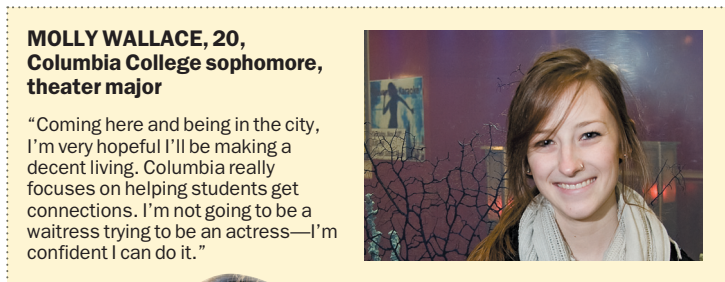 MOLLY WALLACE, 20,
Columbia College sophomore,
theater major
“Coming here and being in the city,
I’m very hopeful I’ll be making a
decent living. Columbia really
focuses on helping students get
connections. I’m not going to be a
waitress trying to be an actress—I’m
confident I can do it.”